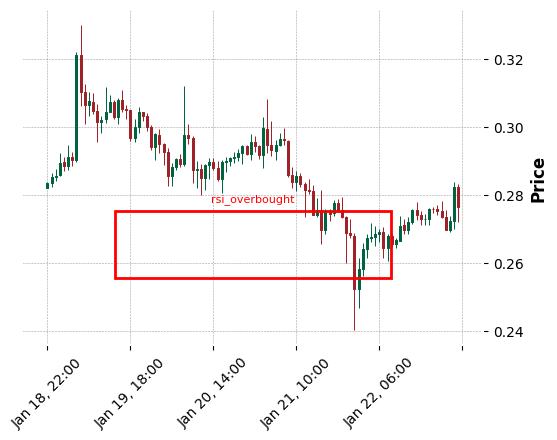 0.32
0.30
rsi_overbought
0.28
0.26
0.24
Price
Jan 18, 22:00
Jan 19, 18:00
Jan 20, 14:00
Jan 21, 10:00
Jan 22, 06:00